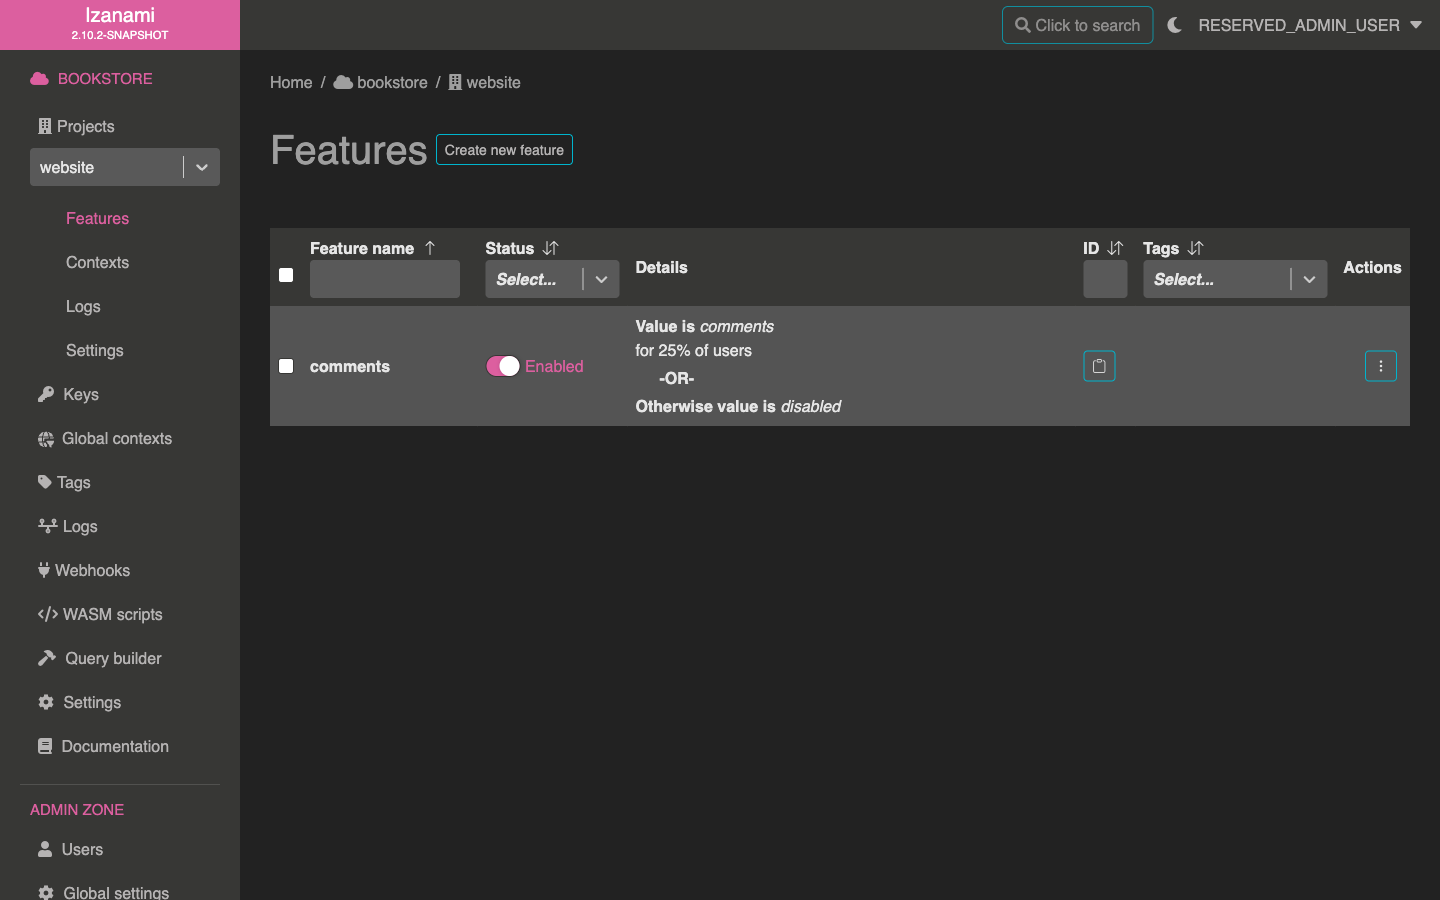 Izanami
2.10.2-SNAPSHOT
Click to search
RESERVED_ADMIN_USER
BOOKSTORE
Projects
website
Features
Contexts
Logs
Settings
Keys
Global contexts
Tags
Logs
Webhooks
WASM scripts
Query builder
Settings
Documentation
ADMIN ZONE
Users
Global settings
Home / bookstore / website
Features
Create new feature
Feature name
Status
Select...
Details
ID
Tags
Select...
Actions
comments
Enabled
Value is comments
for 25% of users
-OR-
Otherwise value is disabled